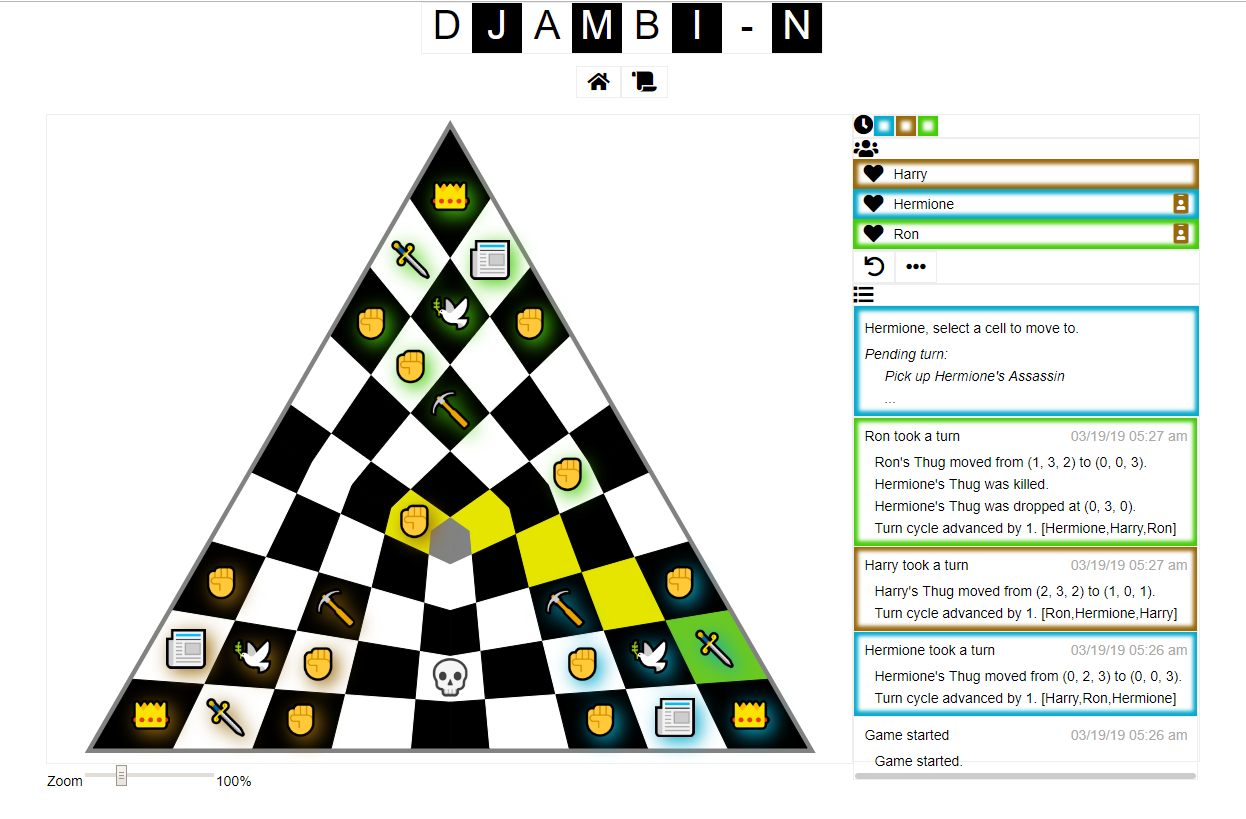 DJAMBI-N
Harry
Hermione
Ron
Hermione, select a cell to move to.
Pending turn:
Pick up Hermione's Assassin
...
Ron took a turn 03/19/19 05:27 am
Ron's Thug moved from (1, 3, 2) to (0, 0, 3).
Hermione's Thug was killed.
Hermione's Thug was dropped at (0, 3, 0).
Turn cycle advanced by 1. [Hermione,Harry,Ron]
Harry took a turn 03/19/19 05:27 am
Harry's Thug moved from (2, 3, 2) to (1, 0, 1).
Turn cycle advanced by 1. [Ron,Hermione,Harry]
Hermione took a turn 03/19/19 05:26 am
Hermione's Thug moved from (0, 2, 3) to (0, 0, 3).
Turn cycle advanced by 1. [Harry,Ron,Hermione]
Game started 03/19/19 05:26 am
Game started.
Zoom 100%